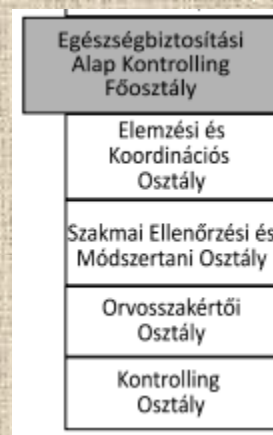 Egészségbiztosítási
Alap Kontrolling
Főosztály
Elemzési és
Koordinációs
Osztály
Szakmai Ellenőrzési és
Módszertani Osztály
Orvosszakértői
Osztály
Kontrolling
Osztály